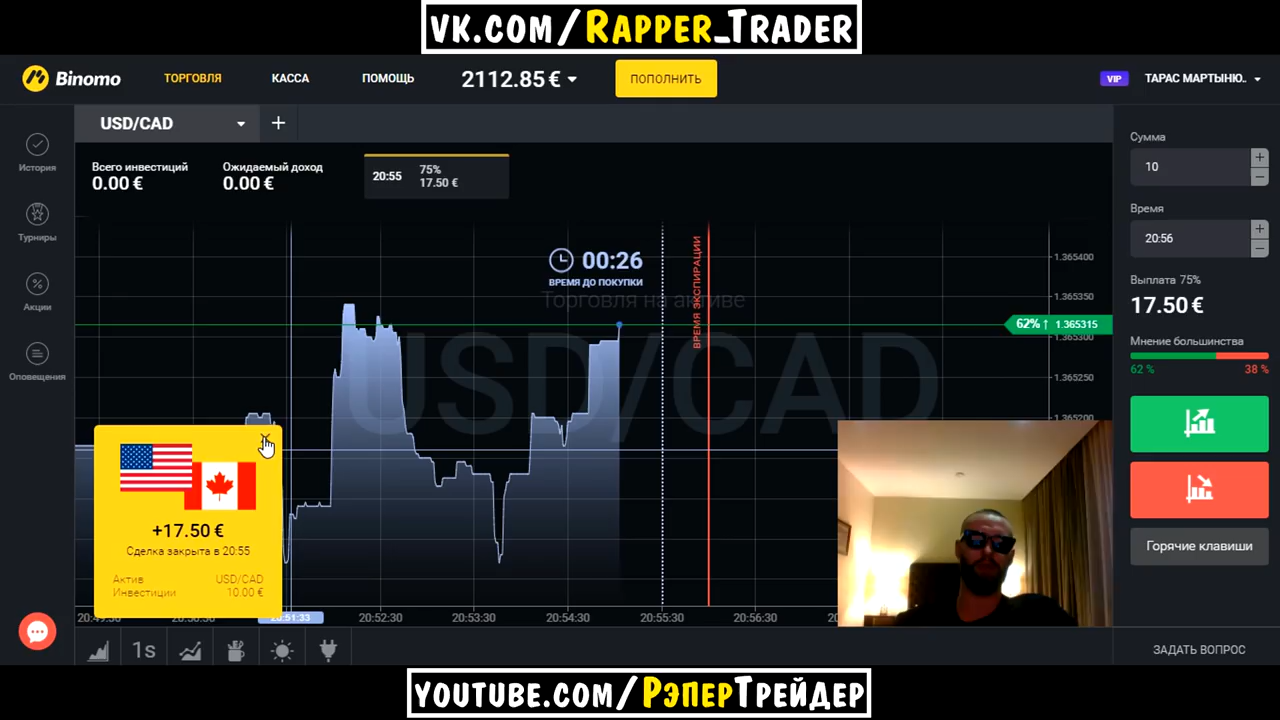 vk.com/Rapper_Trader
Binomo
ТОРГОВЛЯ
КАССА
ПОМОЩЬ
2112.85 €
ПОПОЛНИТЬ
VIP
ТАРАС МАРТЫНЮ..
USD/CAD
+
История
Турниры
Акции
Оповещения
Всего инвестиций
0.00 €
Ожидаемый доход
0.00 €
20:55
75%
17.50 €
00:26
ВРЕМЯ ДО ПОКУПКИ
Торговля на активе
USD/CAD
ВРЕМЯ ЭКСПИРАЦИИ
1.365400
1.365350
62% ↑ 1.365315
1.365300
1.365250
1.365200
Сумма
10
Время
20:56
Выплата 75%
17.50 €
Мнение большинства
62 %
38 %
Горячие клавиши
+17.50 €
Сделка закрыта в 20:55
Актив USD/CAD
Инвестиции 10.00 €
20:51:33
20:52:30
20:53:30
20:54:30
20:55:30
20:56:30
1s
ЗАДАТЬ ВОПРОС
youtube.com/РэперТрейдер